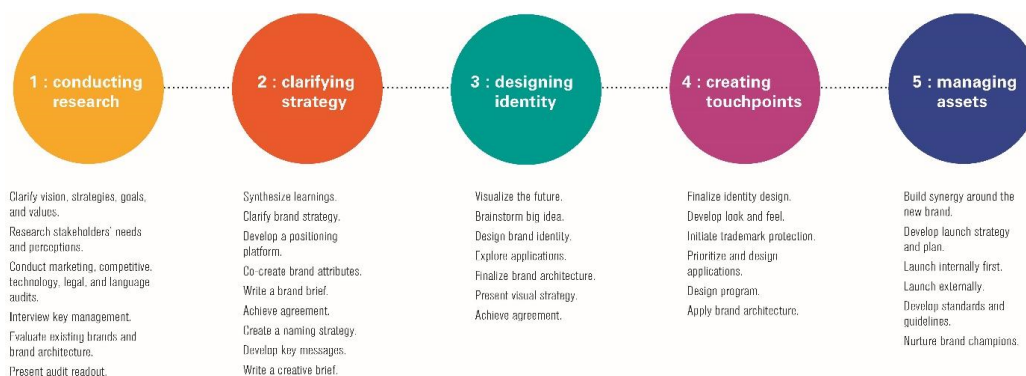 1 : conducting
research
2 : clarifying
strategy
3 : designing
identity
4 : creating
touchpoints
5 : managing
assets
Clarify vision, strategies, goals,
and values.
Research stakeholders' needs
and perceptions.
Conduct marketing, competitive,
technology, legal, and language
audits.
Interview key management.
Evaluate existing brands and
brand architecture.
Present audit readout.
Synthesize learnings.
Clarify brand strategy.
Develop a positioning
platform.
Co-create brand attributes.
Write a brand brief.
Achieve agreement.
Create a naming strategy.
Develop key messages.
Write a creative brief.
Visualize the future.
Brainstorm big idea.
Design brand identity.
Explore applications.
Finalize brand architecture.
Present visual strategy.
Achieve agreement.
Finalize identity design.
Develop look and feel.
Initiate trademark protection.
Prioritize and design
applications.
Design program.
Apply brand architecture.
Build synergy around the
new brand.
Develop launch strategy
and plan.
Launch internally first.
Launch externally.
Develop standards and
guidelines.
Nurture brand champions.